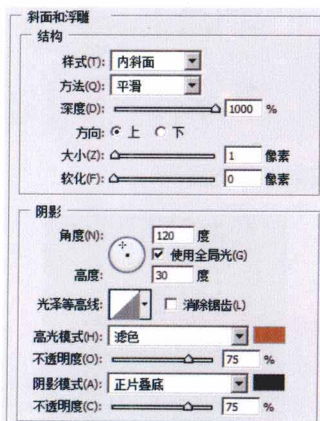 斜面和浮雕
结构
样式(T): 内斜面
方法(Q): 平滑
深度(D): 1000 %
方向: 上 下
大小(Z): 1 像素
软化(F): 0 像素
阴影
角度(N): 120 度
使用全局光(G)
高度: 30 度
光泽等高线: 消除锯齿(L)
高光模式(H): 滤色
不透明度(O): 75 %
阴影模式(A): 正片叠底
不透明度(C): 75 %